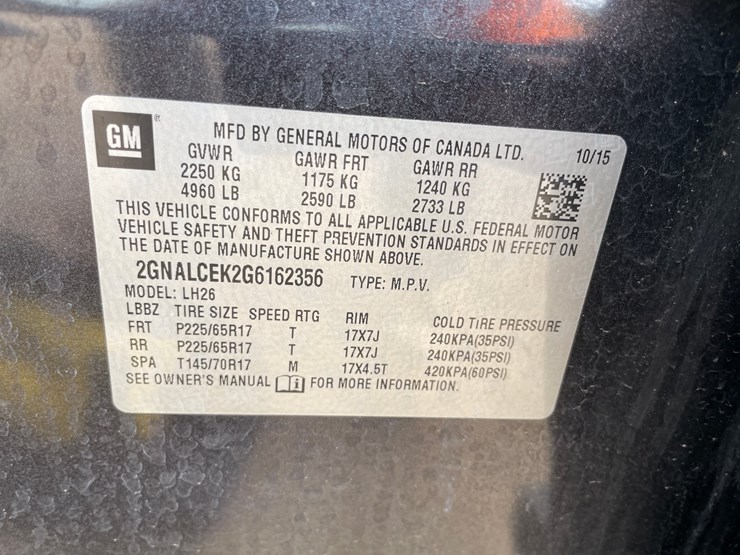 GM
MFD BY GENERAL MOTORS OF CANADA LTD. 10/15
GVWR GAWR FRT GAWR RR
2250 KG 1175 KG 1240 KG
4960 LB 2590 LB 2733 LB
THIS VEHICLE CONFORMS TO ALL APPLICABLE U.S. FEDERAL MOTOR
VEHICLE SAFETY AND THEFT PREVENTION STANDARDS IN EFFECT ON
THE DATE OF MANUFACTURE SHOWN ABOVE.
2GNALCEK2G6162356 TYPE: M.P.V.
MODEL: LH26
LBBZ TIRE SIZE SPEED RTG RIM COLD TIRE PRESSURE
FRT P225/65R17 T 17X7J 240KPA(35PSI)
RR P225/65R17 T 17X7J 240KPA(35PSI)
SPA T145/70R17 M 17X4.5T 420KPA(60PSI)
SEE OWNER'S MANUAL i FOR MORE INFORMATION.